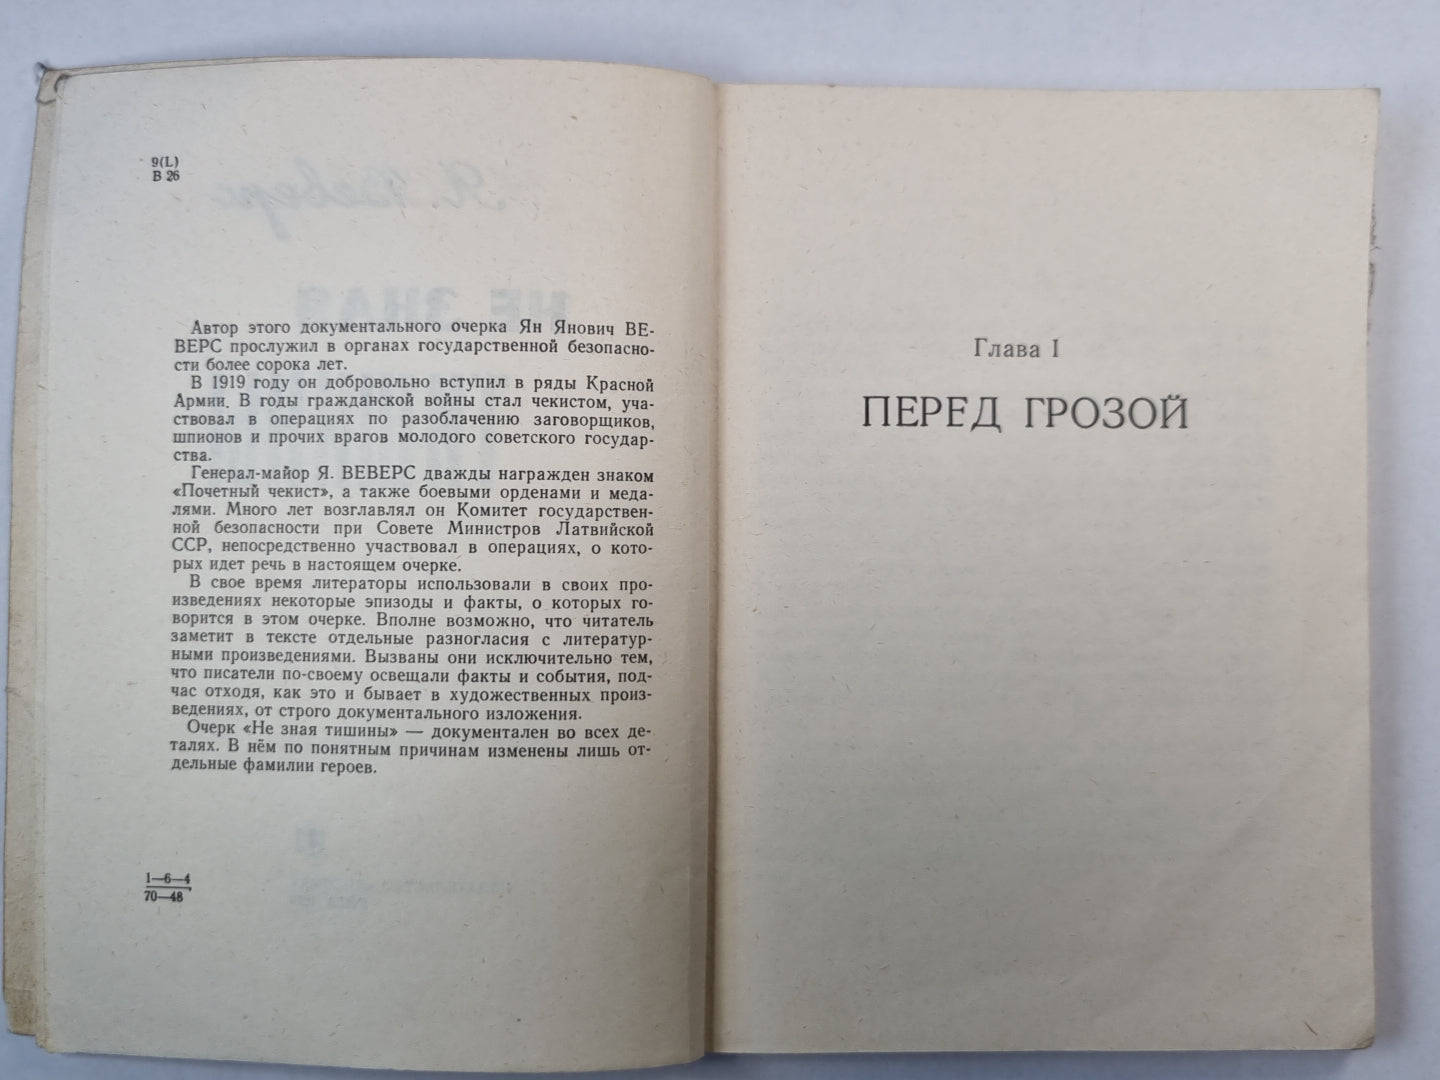 9(L)
В 26
Автор этого документального очерка Ян Янович ВЕ-
ВЕРС прослужил в органах государственной безопасно-
сти более сорока лет.
В 1919 году он добровольно вступил в ряды Красной
Армии. В годы гражданской войны стал чекистом, уча-
ствовал в операциях по разоблачению заговорщиков,
шпионов и прочих врагов молодого советского государ-
ства.
Генерал-майор Я. ВЕВЕРС дважды награжден знаком
«Почетный чекист», а также боевыми орденами и меда-
лями. Много лет возглавлял он Комитет государствен-
ной безопасности при Совете Министров Латвийской
ССР, непосредственно участвовал в операциях, о кото-
рых идет речь в настоящем очерке.
В свое время литераторы использовали в своих про-
изведениях некоторые эпизоды и факты, о которых го-
ворится в этом очерке. Вполне возможно, что читатель
заметит в тексте отдельные разногласия с литератур-
ными произведениями. Вызваны они исключительно тем,
что писатели по-своему освещали факты и события, под-
час отходя, как это и бывает в художественных произ-
ведениях, от строго документального изложения.
Очерк «Не зная тишины» — документален во всех де-
талях. В нём по понятным причинам изменены лишь от-
дельные фамилии героев.
1—6—4
70—48
Глава I
ПЕРЕД ГРОЗОЙ